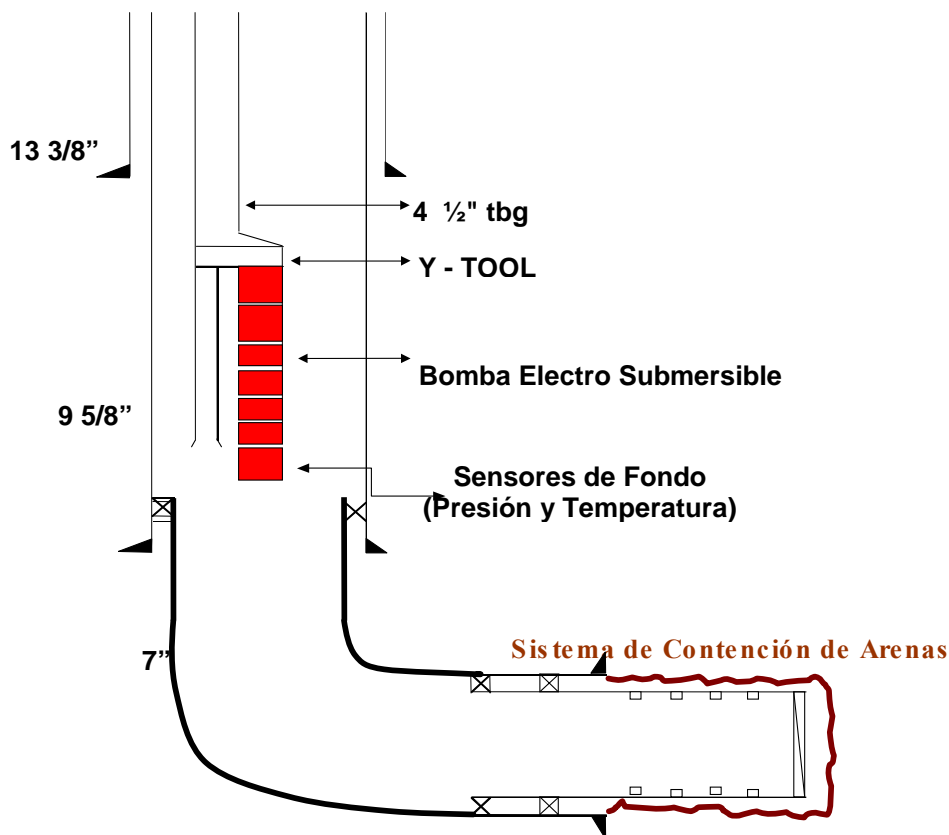 13 3/8”
4 ½" tbg
Y - TOOL
Bomba Electro Submersible
9 5/8”
Sensores de Fondo
(Presión y Temperatura)
7”
Sistema de Contención de Arenas